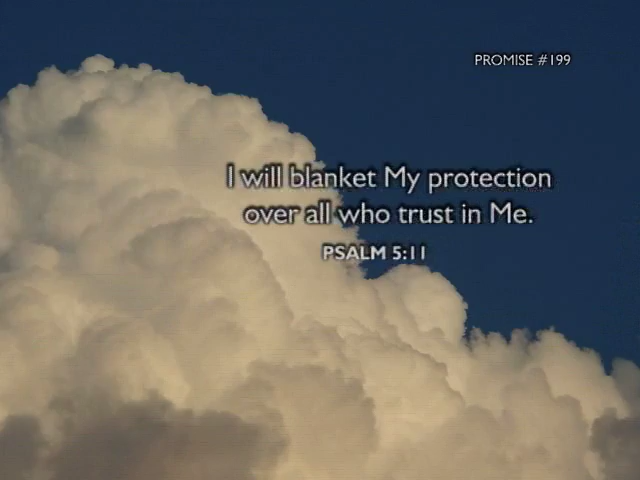 PROMISE #199
I will blanket My protection
over all who trust in Me.
PSALM 5:11